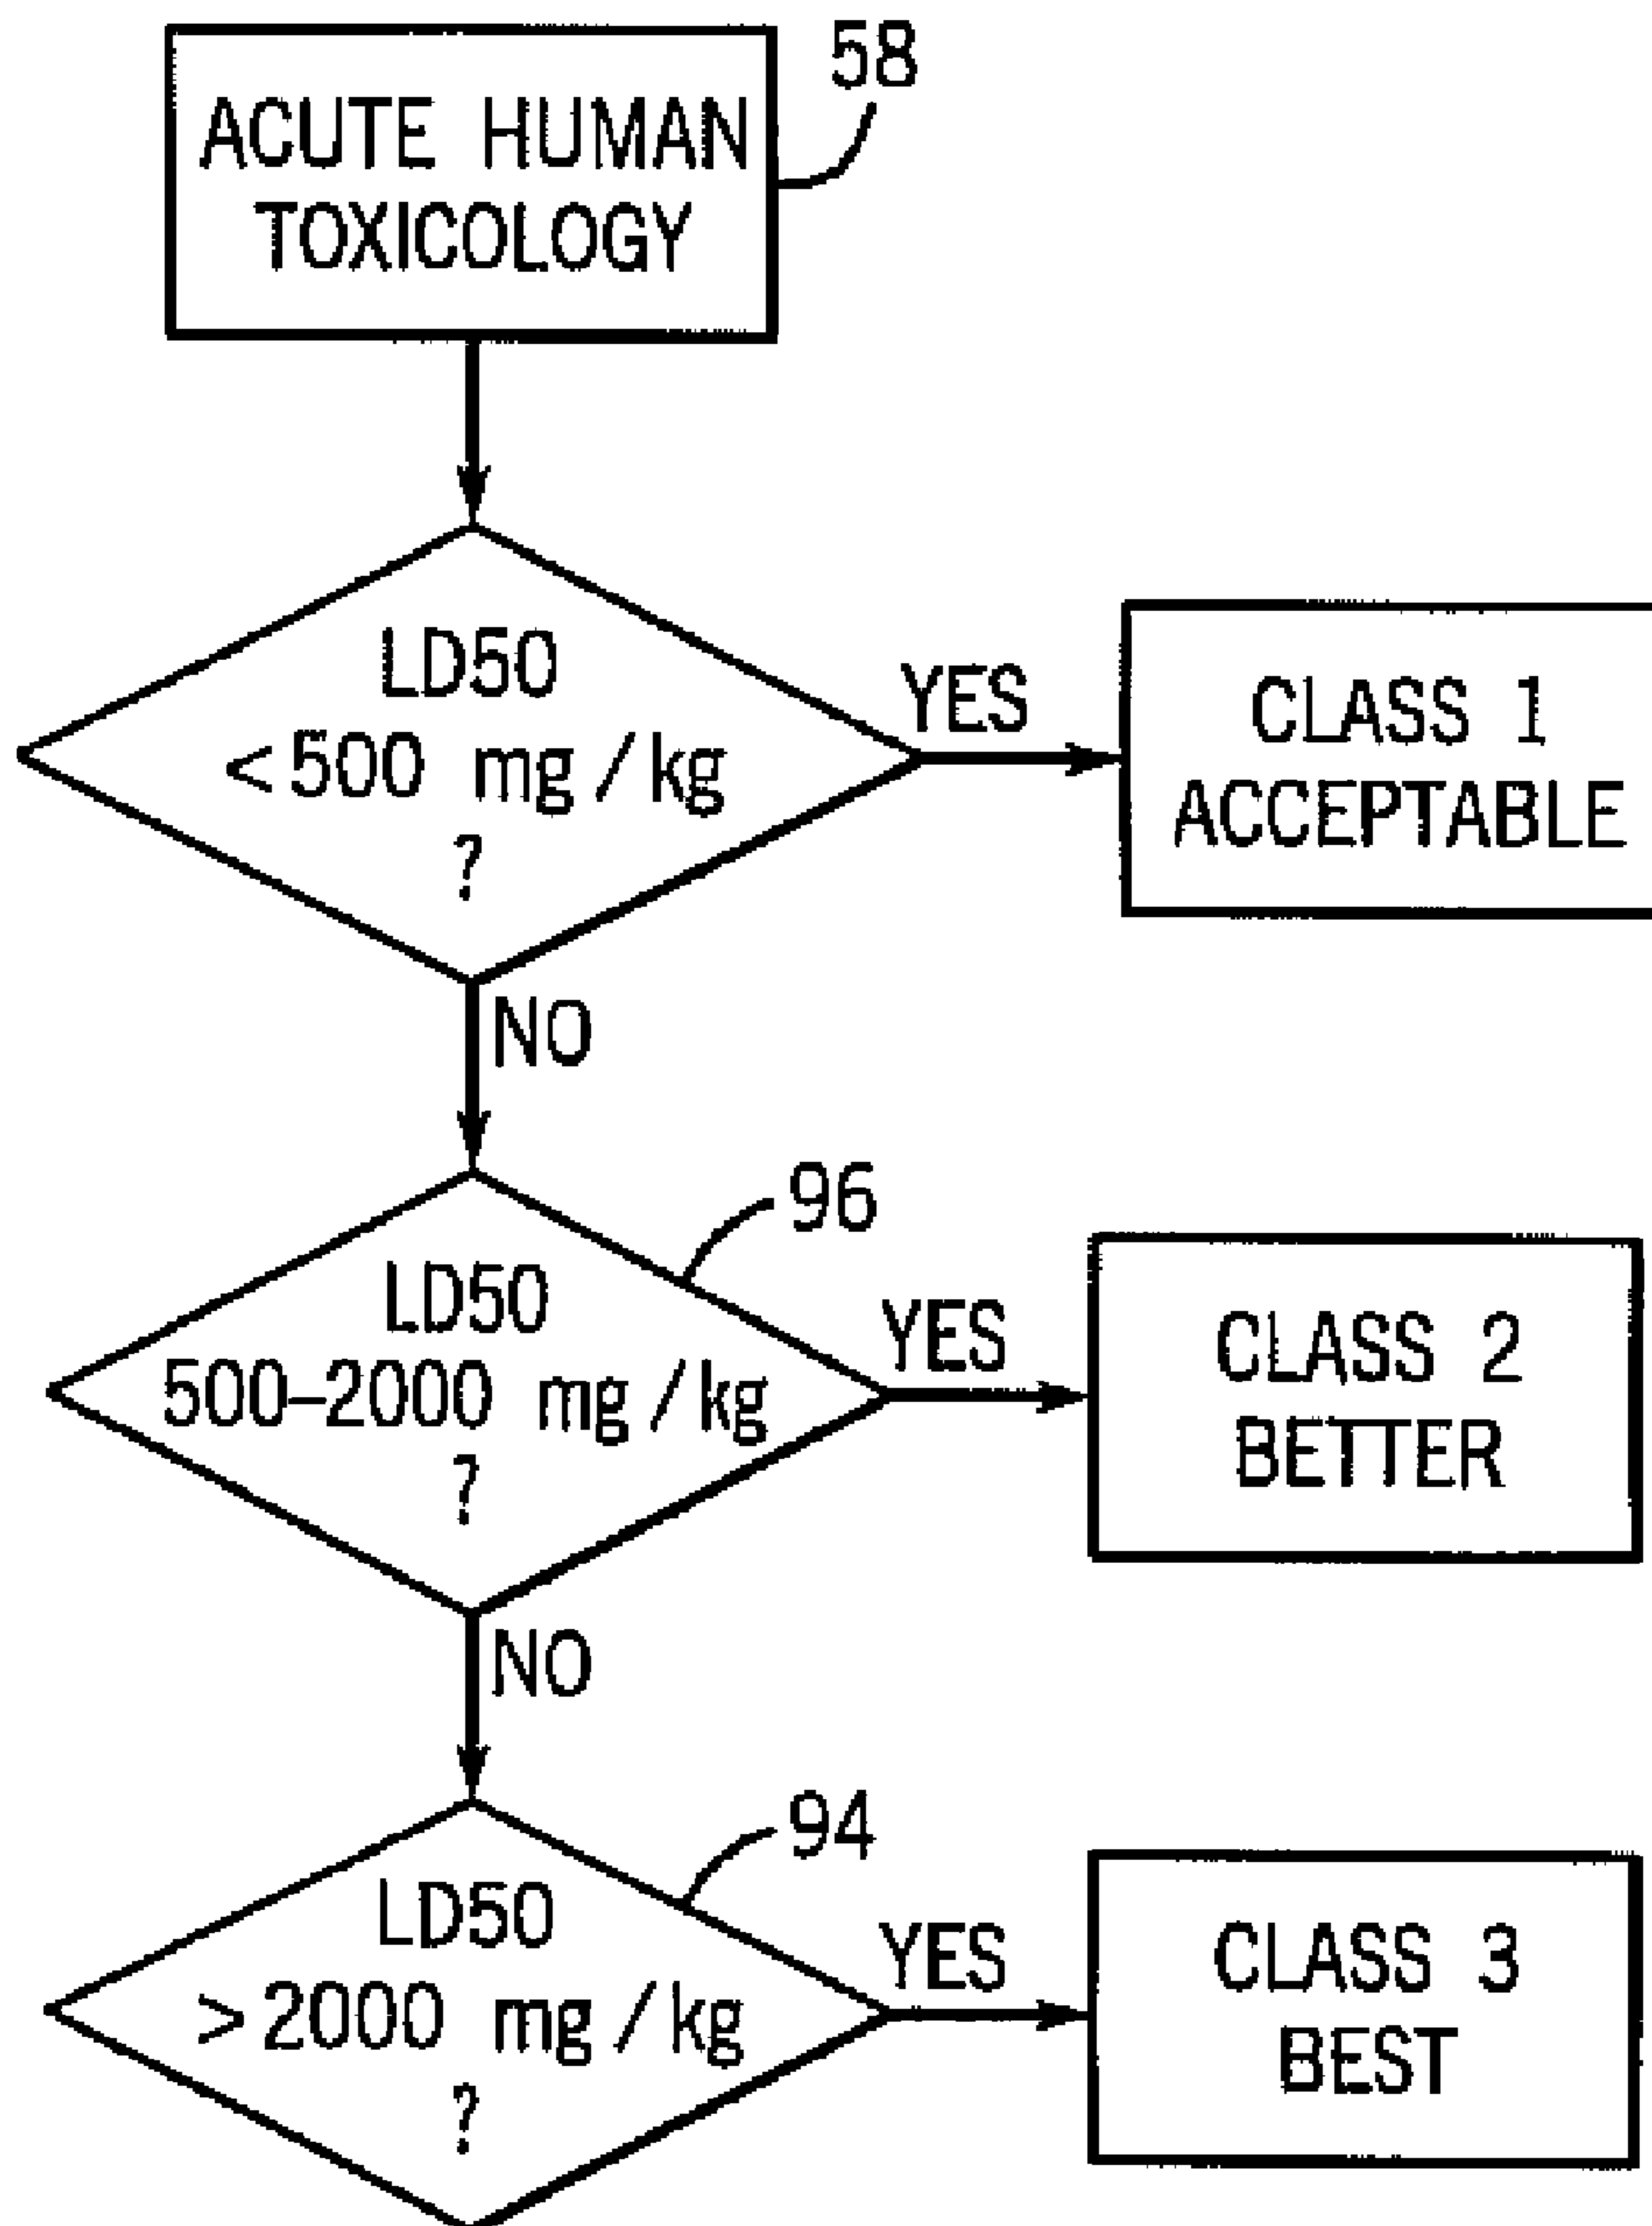 58
ACUTE HUMAN
TOXICOLOGY
LD50
<500 mg/kg
?
YES
CLASS 1
ACCEPTABLE
NO
96
LD50
500–2000 mg/kg
?
YES
CLASS 2
BETTER
NO
94
LD50
>2000 mg/kg
?
YES
CLASS 3
BEST